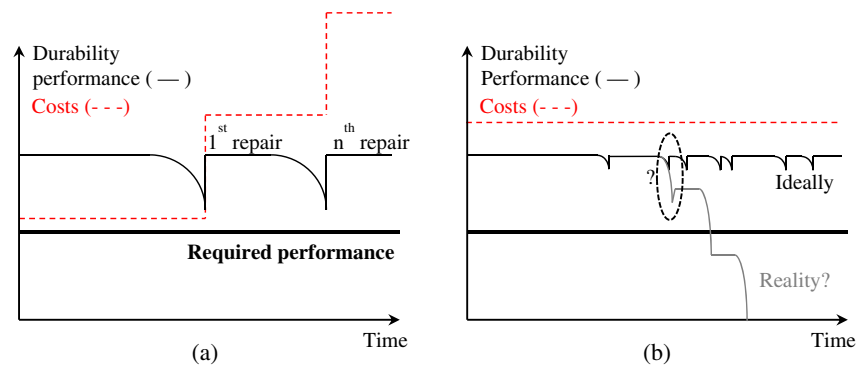 Durability
performance ( — )
Costs (- - -)
1st repair
nth repair
Required performance
Time
(a)
Durability
Performance ( — )
Costs (- - -)
?
Ideally
Reality?
Time
(b)